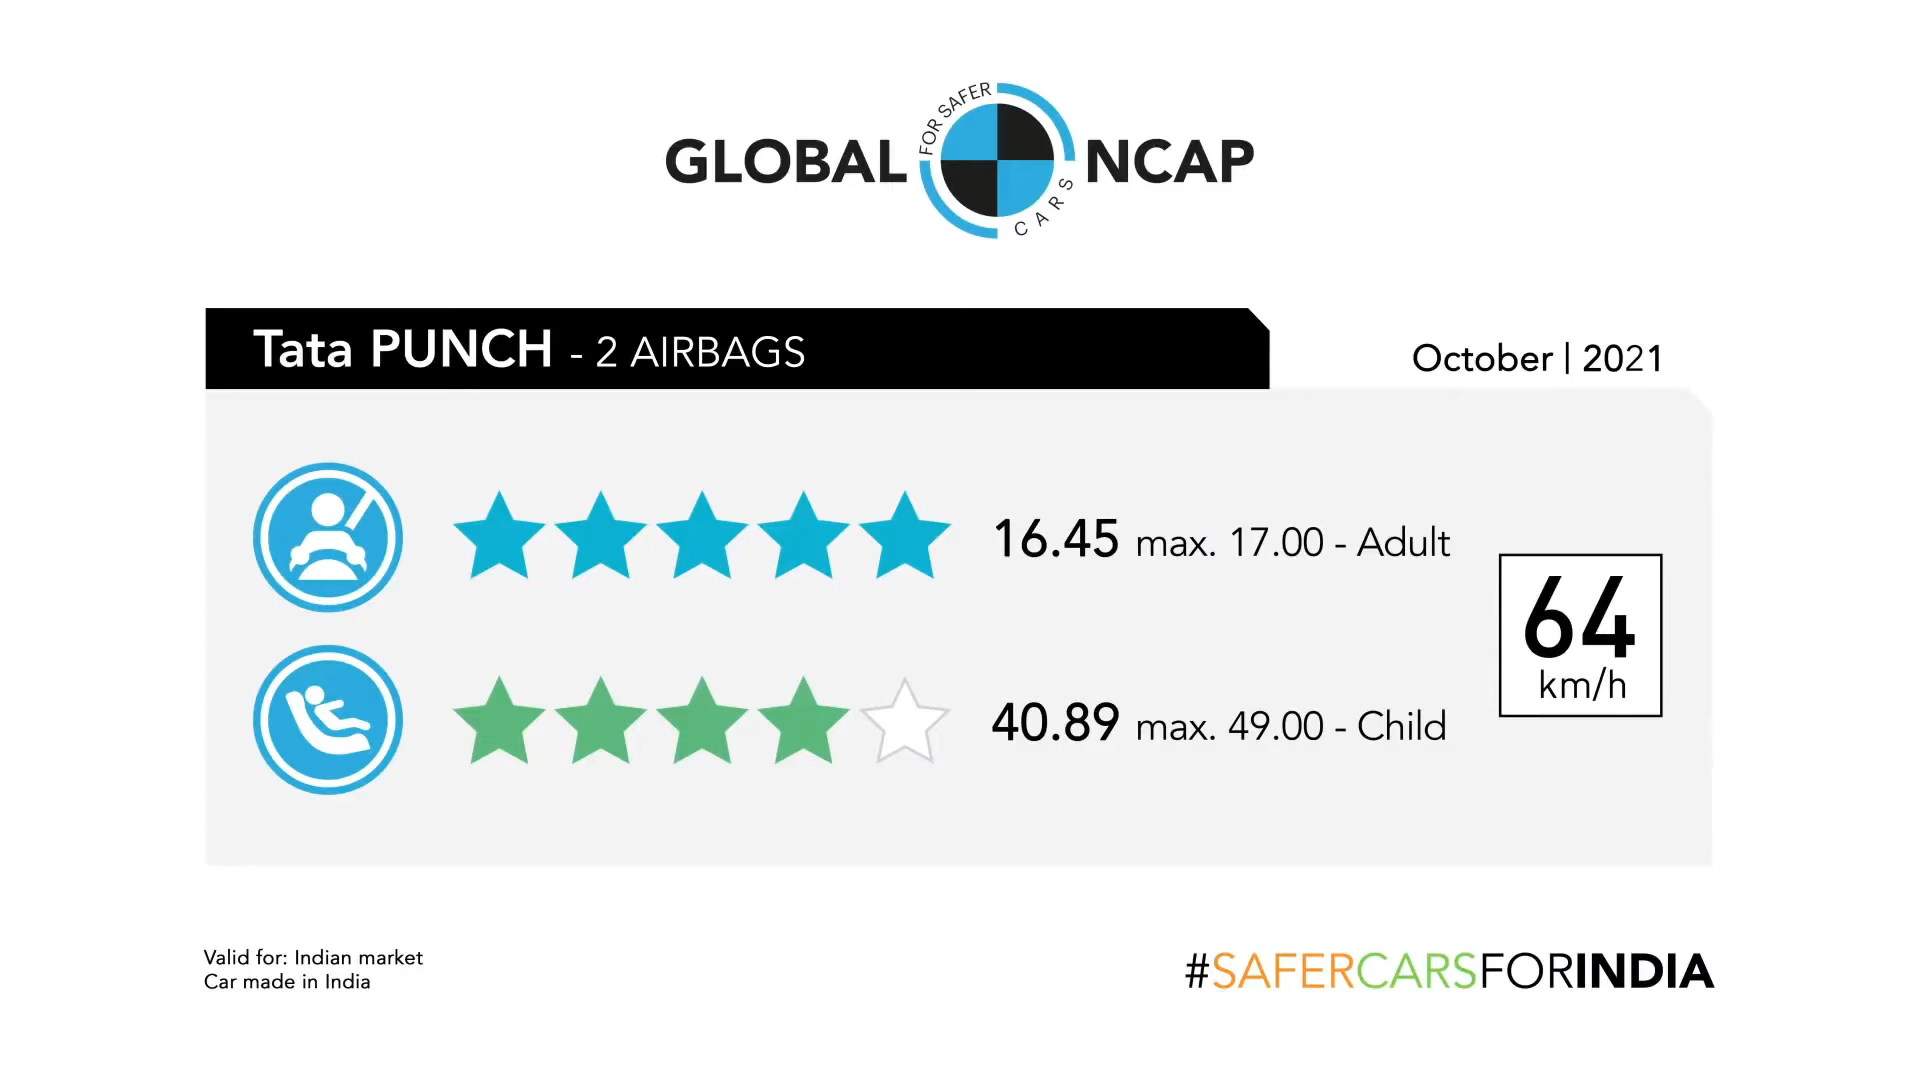 GLOBAL FOR SAFER CARS NCAP
Tata PUNCH - 2 AIRBAGS
October | 2021
16.45 max. 17.00 - Adult
40.89 max. 49.00 - Child
64
km/h
Valid for: Indian market
Car made in India
#SAFERCARSFORINDIA